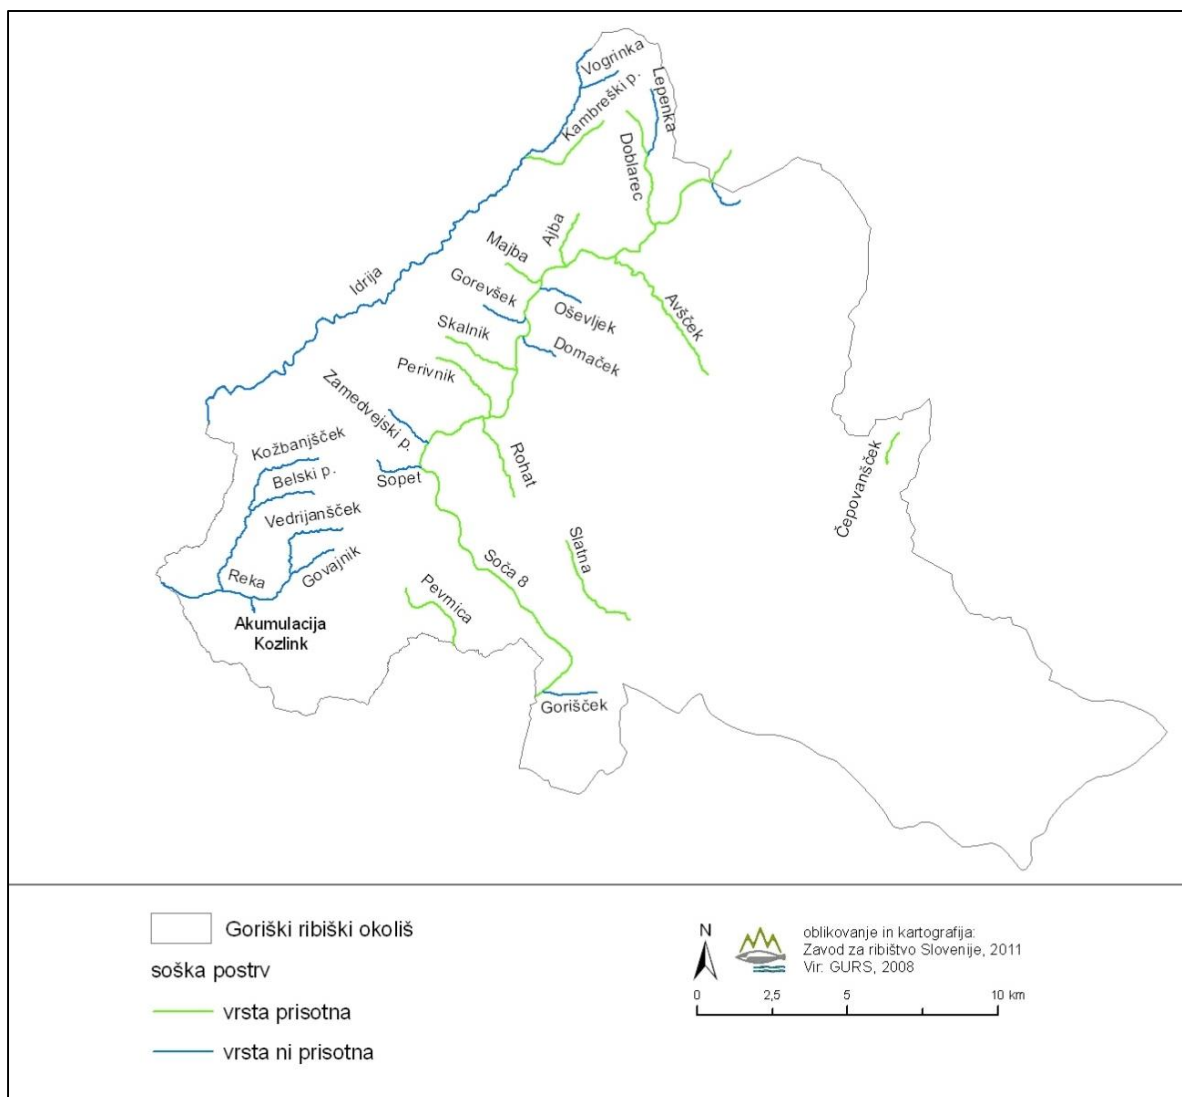 Vogrinka
Kambreški p.
Lepenka
Doblarec
Ajba
Majba
Idrija
Gorevšek
Oševljek
Avšček
Skalnik
Domaček
Perivnik
Zamedvejski p.
Kožbanjšček
Rohat
Čepovanšček
Belski p.
Sopet
Vedrijanšček
Slatna
Soča 8
Govajnik
Reka
Pevmica
Akumulacija
Kozlink
Gorišček
Goriški ribiški okoliš
soška postrv
vrsta prisotna
vrsta ni prisotna
N
oblikovanje in kartografija:
Zavod za ribištvo Slovenije, 2011
Vir: GURS, 2008
0 2,5 5 10 km